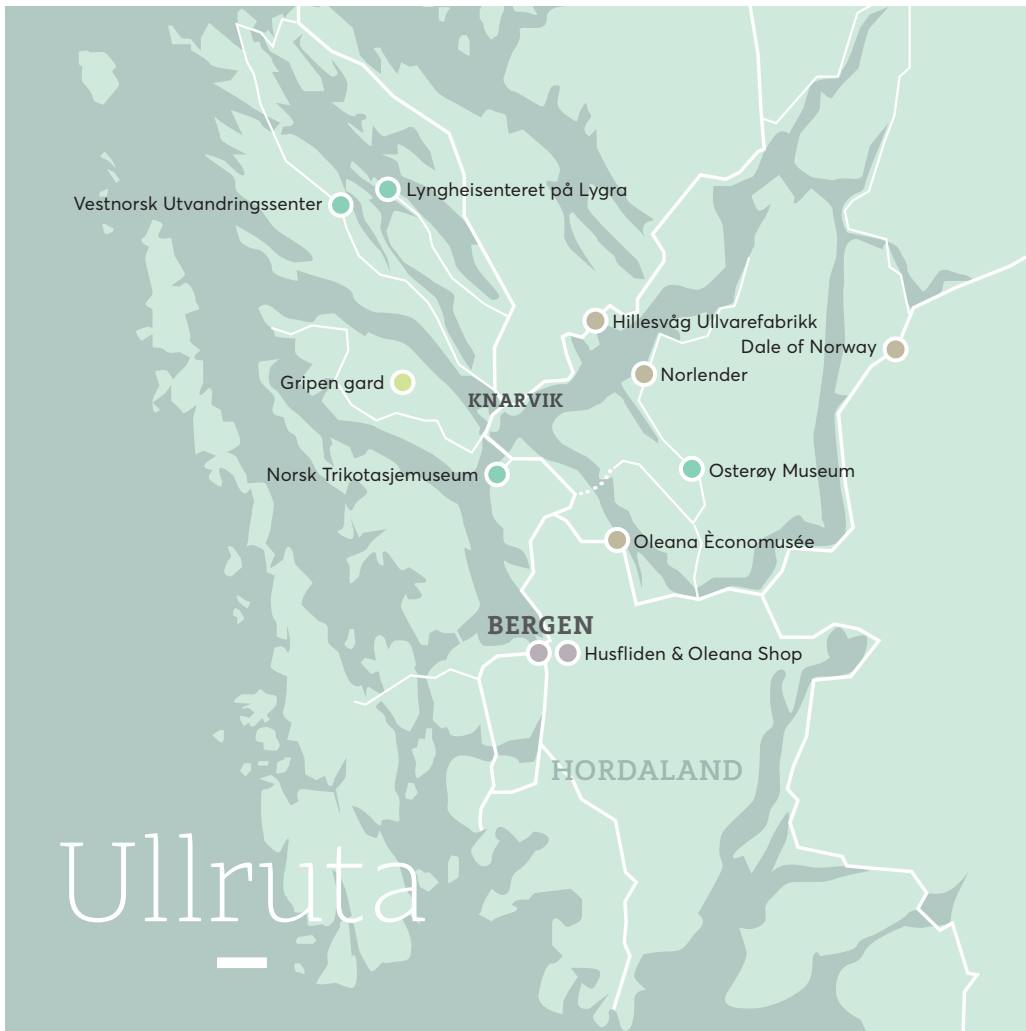 Lyngheisenteret på Lygra
Vestnorsk Utvandringssenter
Hillesvåg Ullvarefabrikk
Dale of Norway
Norlender
Gripen gard
KNARVIK
Osterøy Museum
Norsk Trikotasjemuseum
Oleana Èconomusée
BERGEN
Husfliden & Oleana Shop
HORDALAND
Ullruta